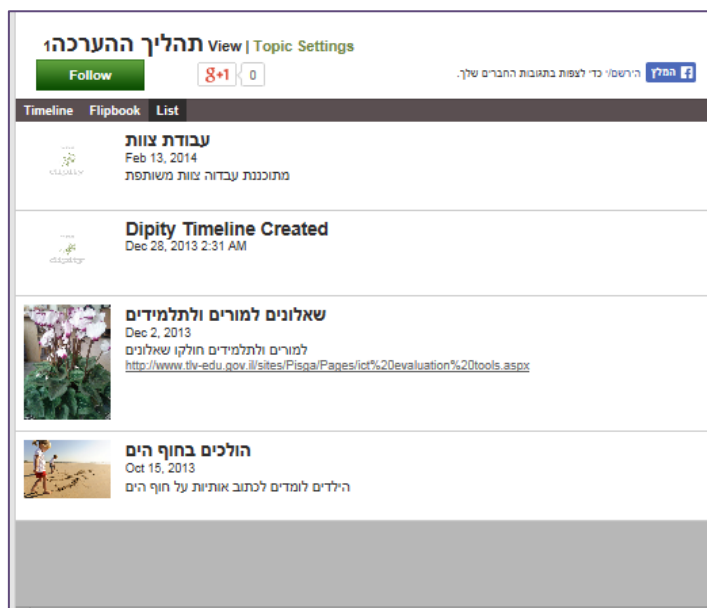 תהליך ההערכה1 View | Topic Settings
Follow
g+1 0
המלץ הירשם/י כדי לצפות בתגובות החברים שלך.
Timeline Flipbook List
עבודת צוות
Feb 13, 2014
מתוכננת עבדוה צוות משותפת
dipity
Dipity Timeline Created
Dec 28, 2013 2:31 AM
dipity
שאלונים למורים ולתלמידים
Dec 2, 2013
למורים ולתלמידים חולקו שאלונים
http://www.tlv-edu.gov.il/sites/Pisga/Pages/ict%20evaluation%20tools.aspx
הולכים בחוף הים
Oct 15, 2013
הילדים לומדים לכתוב אותיות על חוף הים